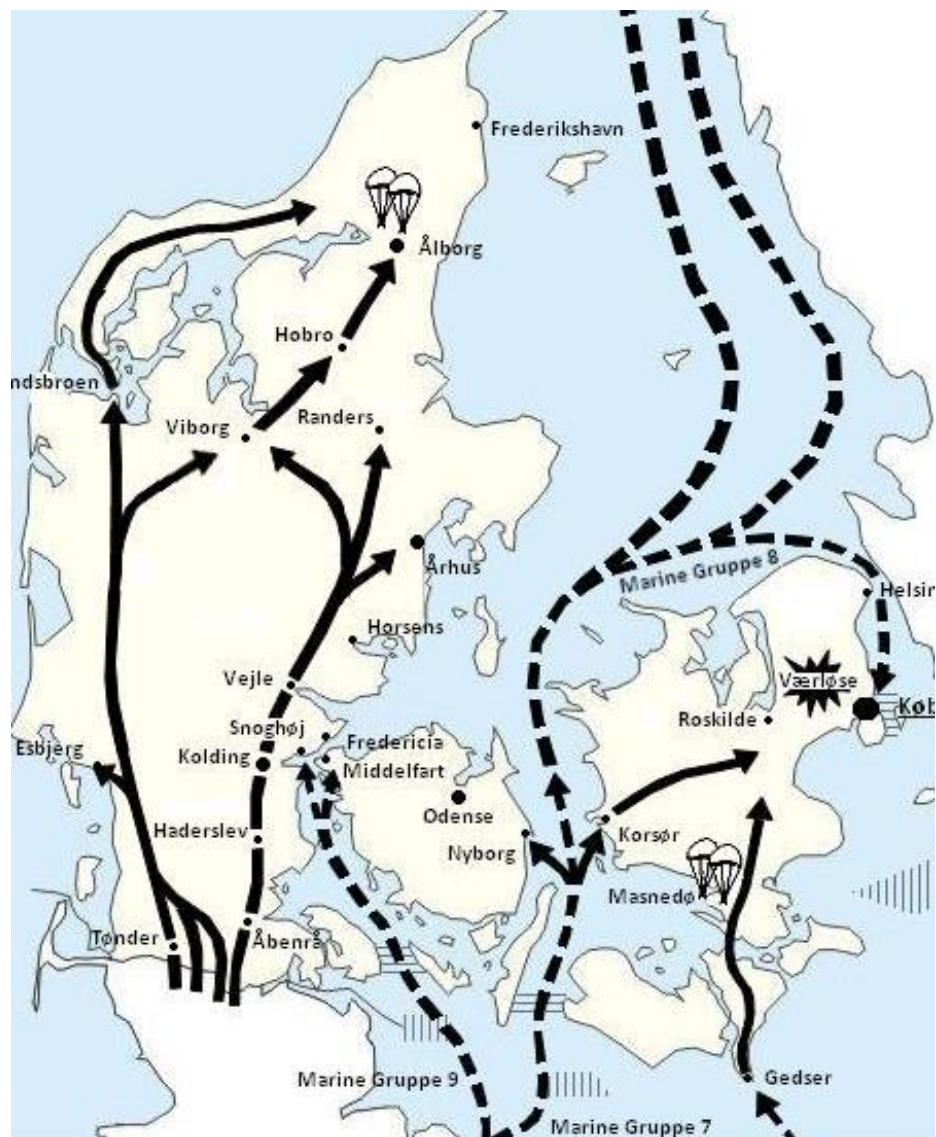 Frederikshavn
Ålborg
Hobro
ndsbroen
Randers
Viborg
Århus
Marine Gruppe 8
Helsin
Horsens
Vejle
Værløse
Køb
Snoghøj
Roskilde
Esbjerg
Fredericia
Kolding
Middelfart
Odense
Haderslev
Korsør
Nyborg
Masnedø
Tønder
Åbenrå
Marine Gruppe 9
Gedser
Marine Gruppe 7